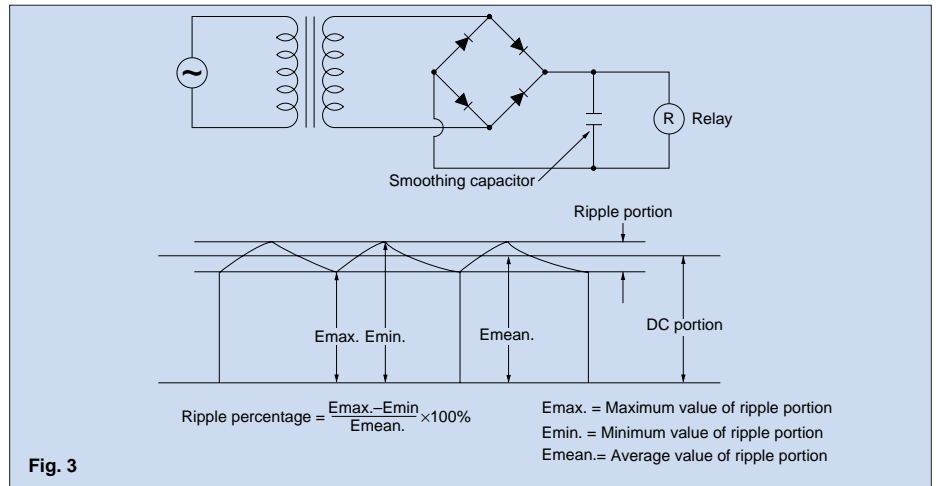 ~
R Relay
Smoothing capacitor
Ripple portion
DC portion
Emax. Emin. Emean.
Ripple percentage = Emax.–Emin
Emean. ×100%
Emax. = Maximum value of ripple portion
Emin. = Minimum value of ripple portion
Emean.= Average value of ripple portion
Fig. 3